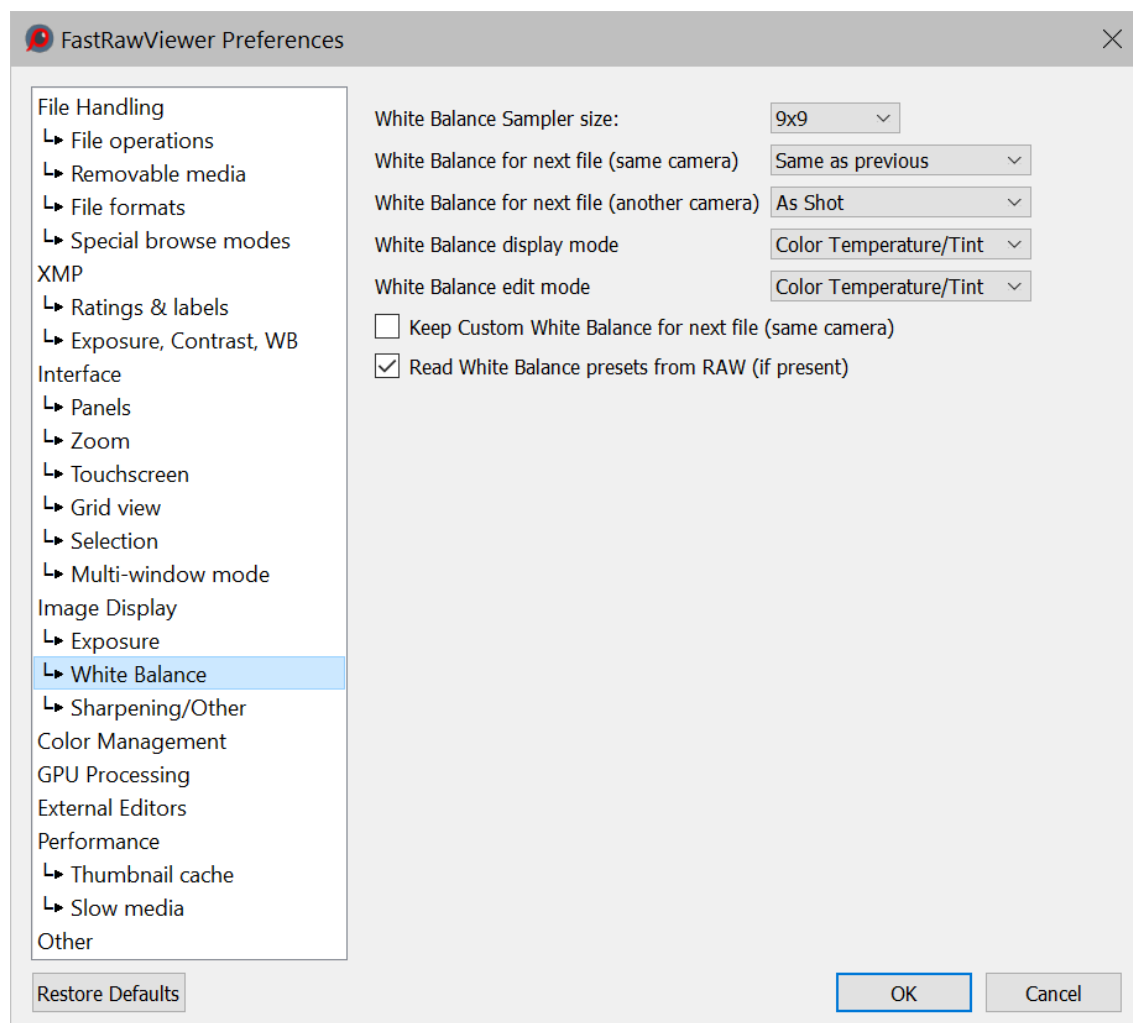 FastRawViewer Preferences
File Handling
File operations
Removable media
File formats
Special browse modes
XMP
Ratings & labels
Exposure, Contrast, WB
Interface
Panels
Zoom
Touchscreen
Grid view
Selection
Multi-window mode
Image Display
Exposure
White Balance
Sharpening/Other
Color Management
GPU Processing
External Editors
Performance
Thumbnail cache
Slow media
Other
White Balance Sampler size: 9x9
White Balance for next file (same camera) Same as previous
White Balance for next file (another camera) As Shot
White Balance display mode Color Temperature/Tint
White Balance edit mode Color Temperature/Tint
Keep Custom White Balance for next file (same camera)
Read White Balance presets from RAW (if present)
Restore Defaults OK Cancel